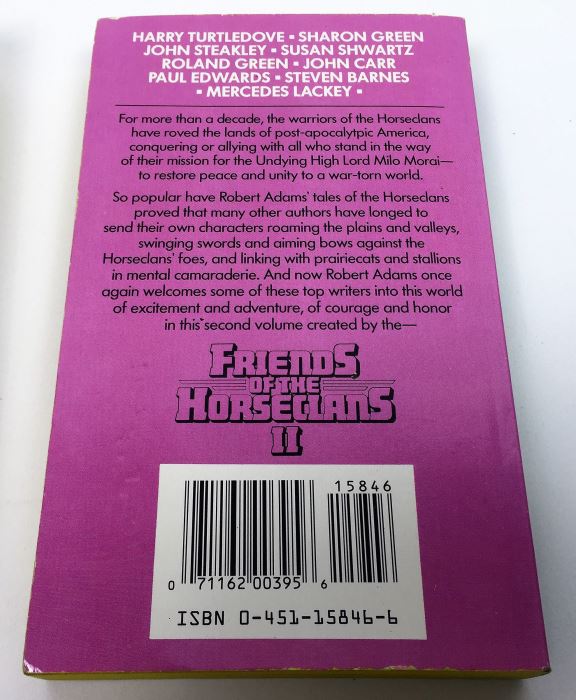 HARRY TURTLEDOVE ▪ SHARON GREEN
JOHN STEAKLEY ▪ SUSAN SHWARTZ
ROLAND GREEN ▪ JOHN CARR
PAUL EDWARDS ▪ STEVEN BARNES
▪ MERCEDES LACKEY ▪
For more than a decade, the warriors of the Horseclans
have roved the lands of post-apocalytpic America,
conquering or allying with all who stand in the way
of their mission for the Undying High Lord Milo Morai—
to restore peace and unity to a war-torn world.
So popular have Robert Adams' tales of the Horseclans
proved that many other authors have longed to
send their own characters roaming the plains and valleys,
swinging swords and aiming bows against the
Horseclans' foes, and linking with prairiecats and stallions
in mental camaraderie. And now Robert Adams once
again welcomes some of these top writers into this world
of excitement and adventure, of courage and honor
in this second volume created by the—
FRIENDS
OF THE
HORSECLANS
II
15846
0 71162 00395 6
ISBN 0-451-15846-6